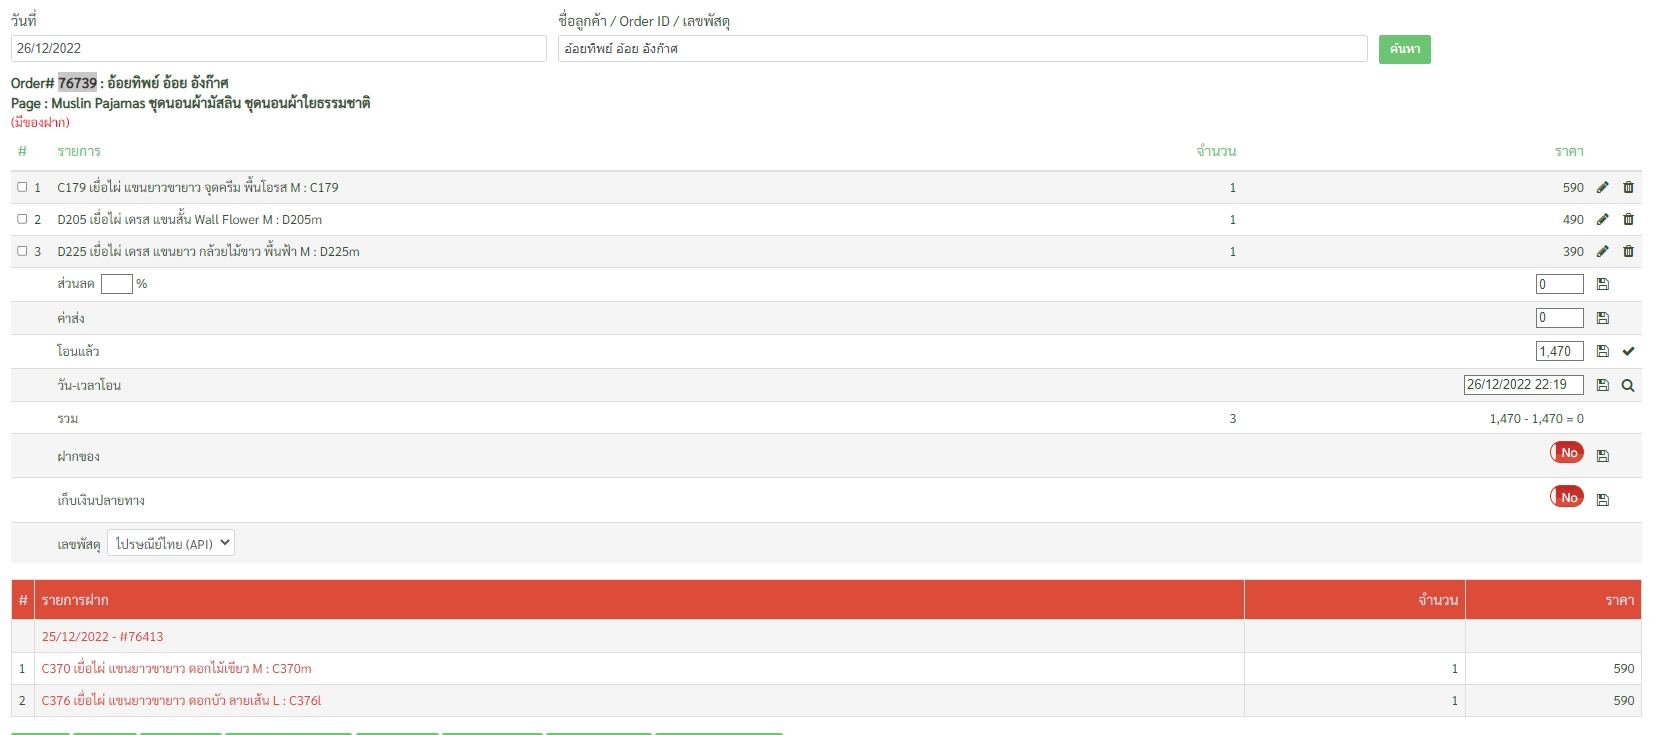 วันที่ ชื่อลูกค้า / Order ID / เลขพัสดุ
26/12/2022 อ้อยทิพย์ อ้อย อังก๊าศ ค้นหา
Order# 76739 : อ้อยทิพย์ อ้อย อังก๊าศ
Page : Muslin Pajamas ชุดนอนผ้ามัสลิน ชุดนอนผ้าใยธรรมชาติ
(มีของฝาก)
# รายการ จำนวน ราคา
1 C179 เยื่อไผ่ แขนยาวขายาว จุดครีม พื้นโอรส M : C179 1 590
2 D205 เยื่อไผ่ เดรส แขนสั้น Wall Flower M : D205m 1 490
3 D225 เยื่อไผ่ เดรส แขนยาว กล้วยไม้ขาว พื้นฟ้า M : D225m 1 390
ส่วนลด % 0
ค่าส่ง 0
โอนแล้ว 1,470
วัน-เวลาโอน 26/12/2022 22:19
รวม 3 1,470 - 1,470 = 0
ฝากของ No
เก็บเงินปลายทาง No
เลขพัสดุ ไปรษณีย์ไทย (API)
# รายการฝาก จำนวน ราคา
25/12/2022 - #76413
1 C370 เยื่อไผ่ แขนยาวขายาว ดอกไม้เขียว M : C370m 1 590
2 C376 เยื่อไผ่ แขนยาวขายาว ดอกบัว ลายเส้น L : C376l 1 590